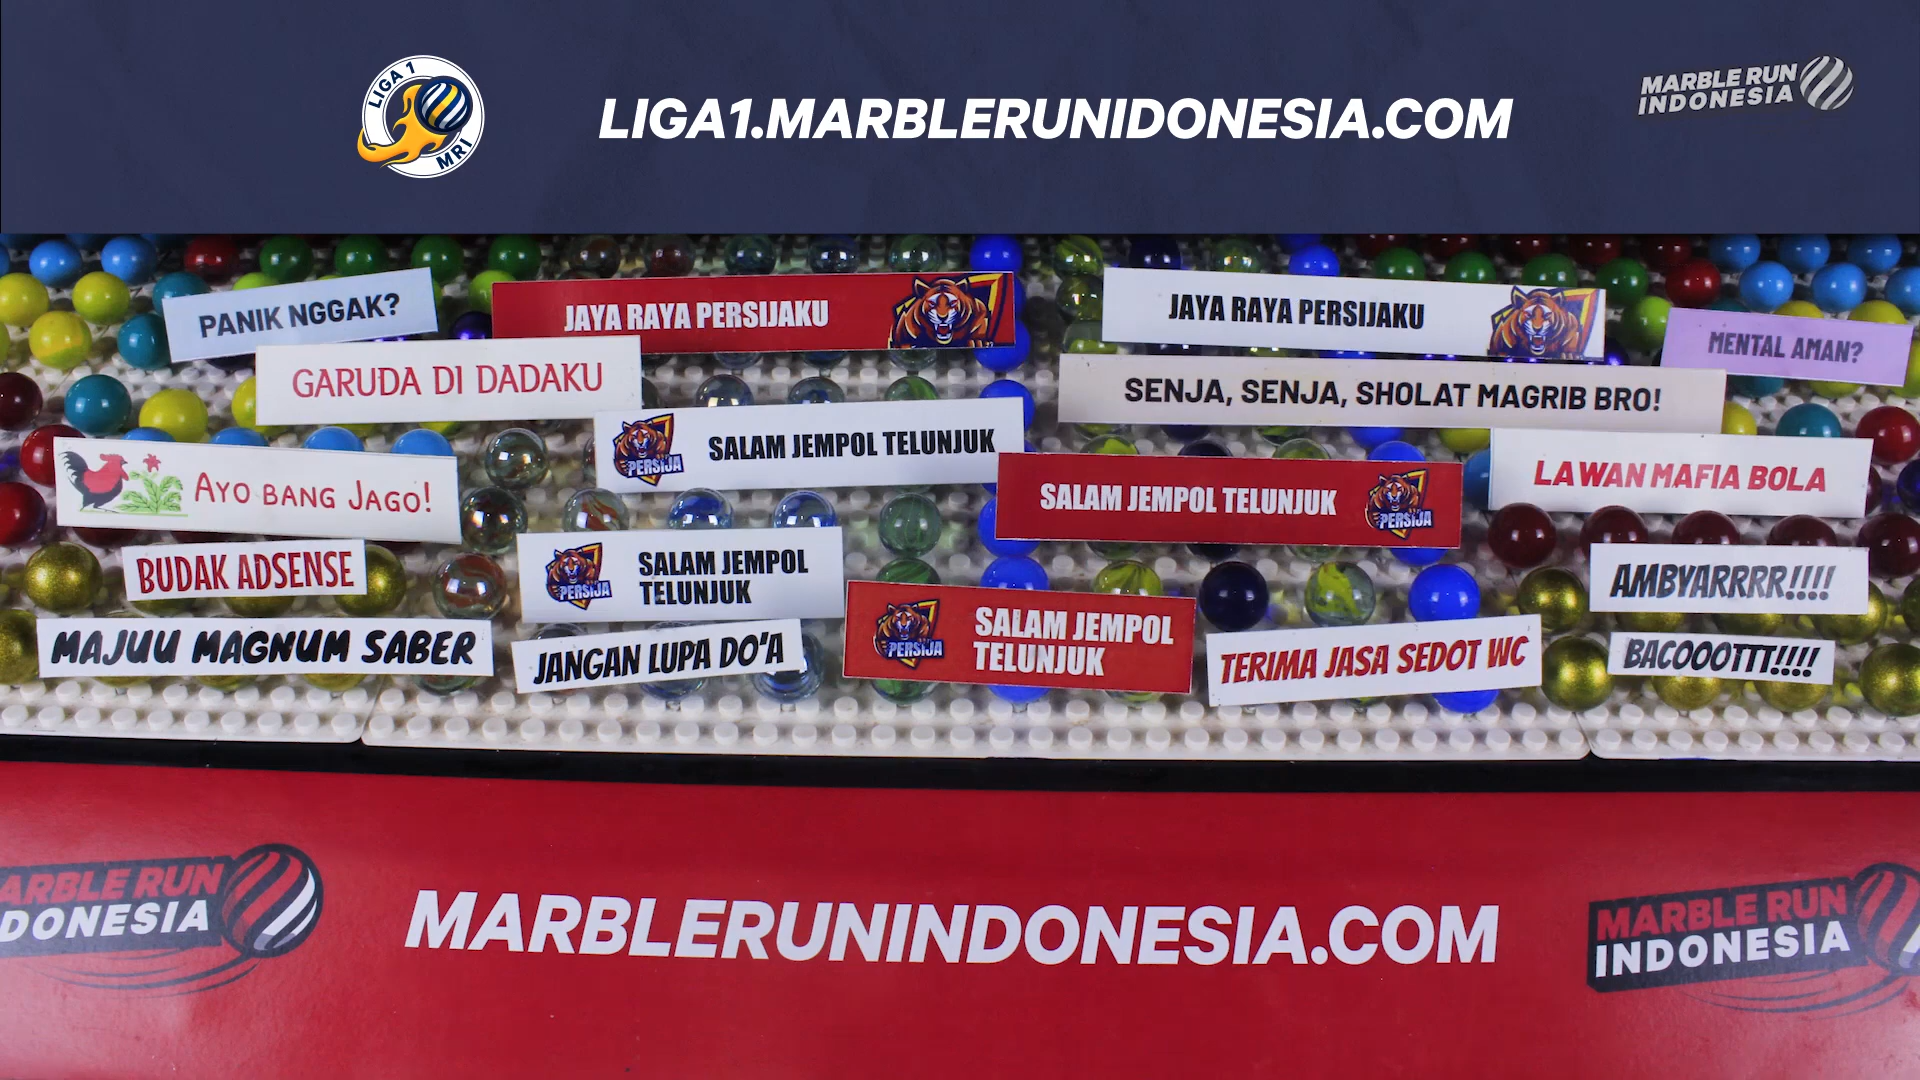 LIGA 1
MRI
LIGA1.MARBLERUNIDONESIA.COM
MARBLE RUN
INDONESIA
PANIK NGGAK?
JAYA RAYA PERSIJAKU
JAYA RAYA PERSIJAKU
MENTAL AMAN?
GARUDA DI DADAKU
SENJA, SENJA, SHOLAT MAGRIB BRO!
PERSIJA
SALAM JEMPOL TELUNJUK
LAWAN MAFIA BOLA
AYO BANG JAGO!
SALAM JEMPOL TELUNJUK
PERSIJA
BUDAK ADSENSE
PERSIJA
SALAM JEMPOL
TELUNJUK
AMBYARRRR!!!!
MAJUU MAGNUM SABER
JANGAN LUPA DO'A
PERSIJA
SALAM JEMPOL
TELUNJUK
TERIMA JASA SEDOT WC
BACOOOTTT!!!!
ARBLE RUN
DONESIA
MARBLERUNINDONESIA.COM
MARBLE RUN
INDONESIA